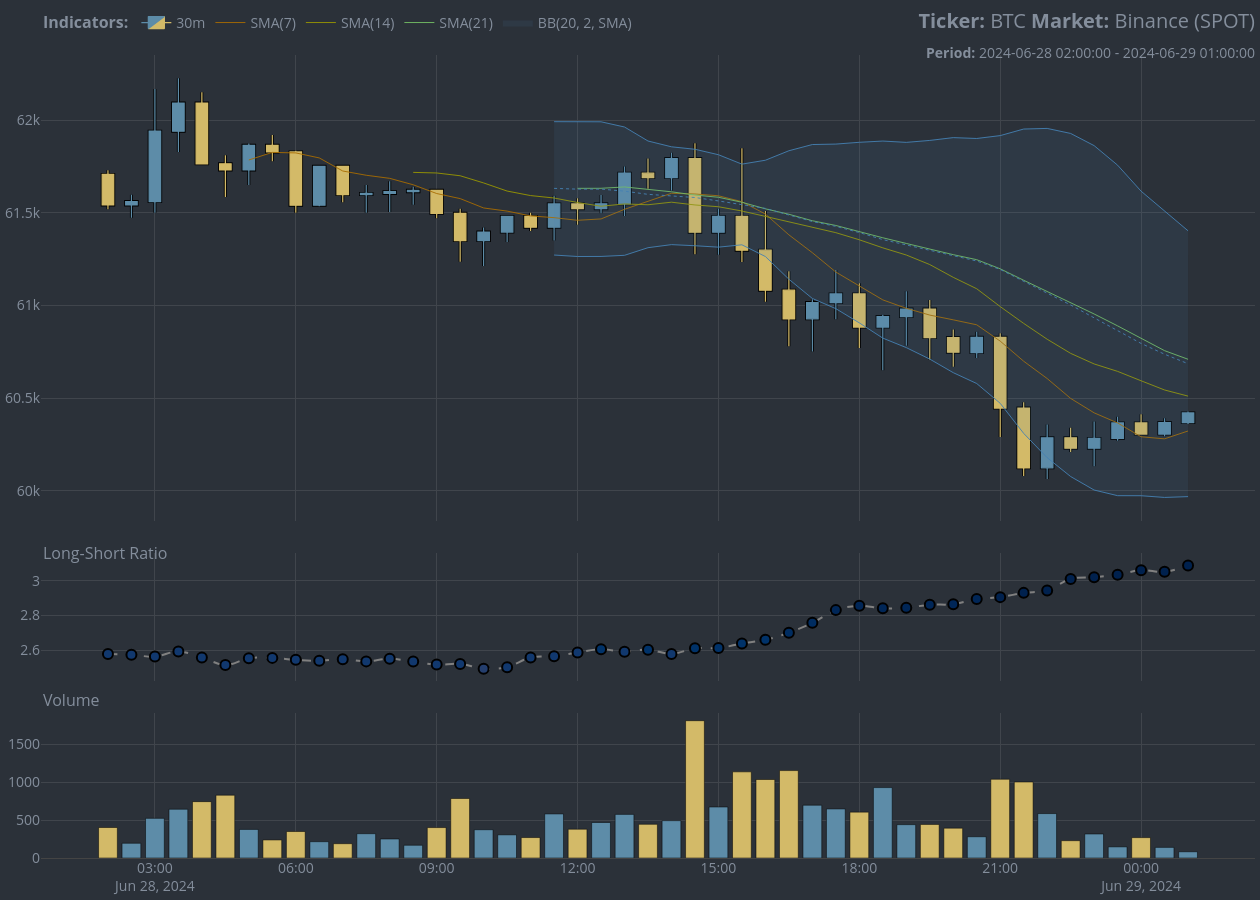 Indicators: 30m SMA(7) SMA(14) SMA(21) BB(20, 2, SMA)
Ticker: BTC Market: Binance (SPOT)
Period: 2024-06-28 02:00:00 - 2024-06-29 01:00:00
62k
61.5k
61k
60.5k
60k
Long-Short Ratio
3
2.8
2.6
Volume
1500
1000
500
0
03:00 06:00 09:00 12:00 15:00 18:00 21:00 00:00
Jun 28, 2024 Jun 29, 2024